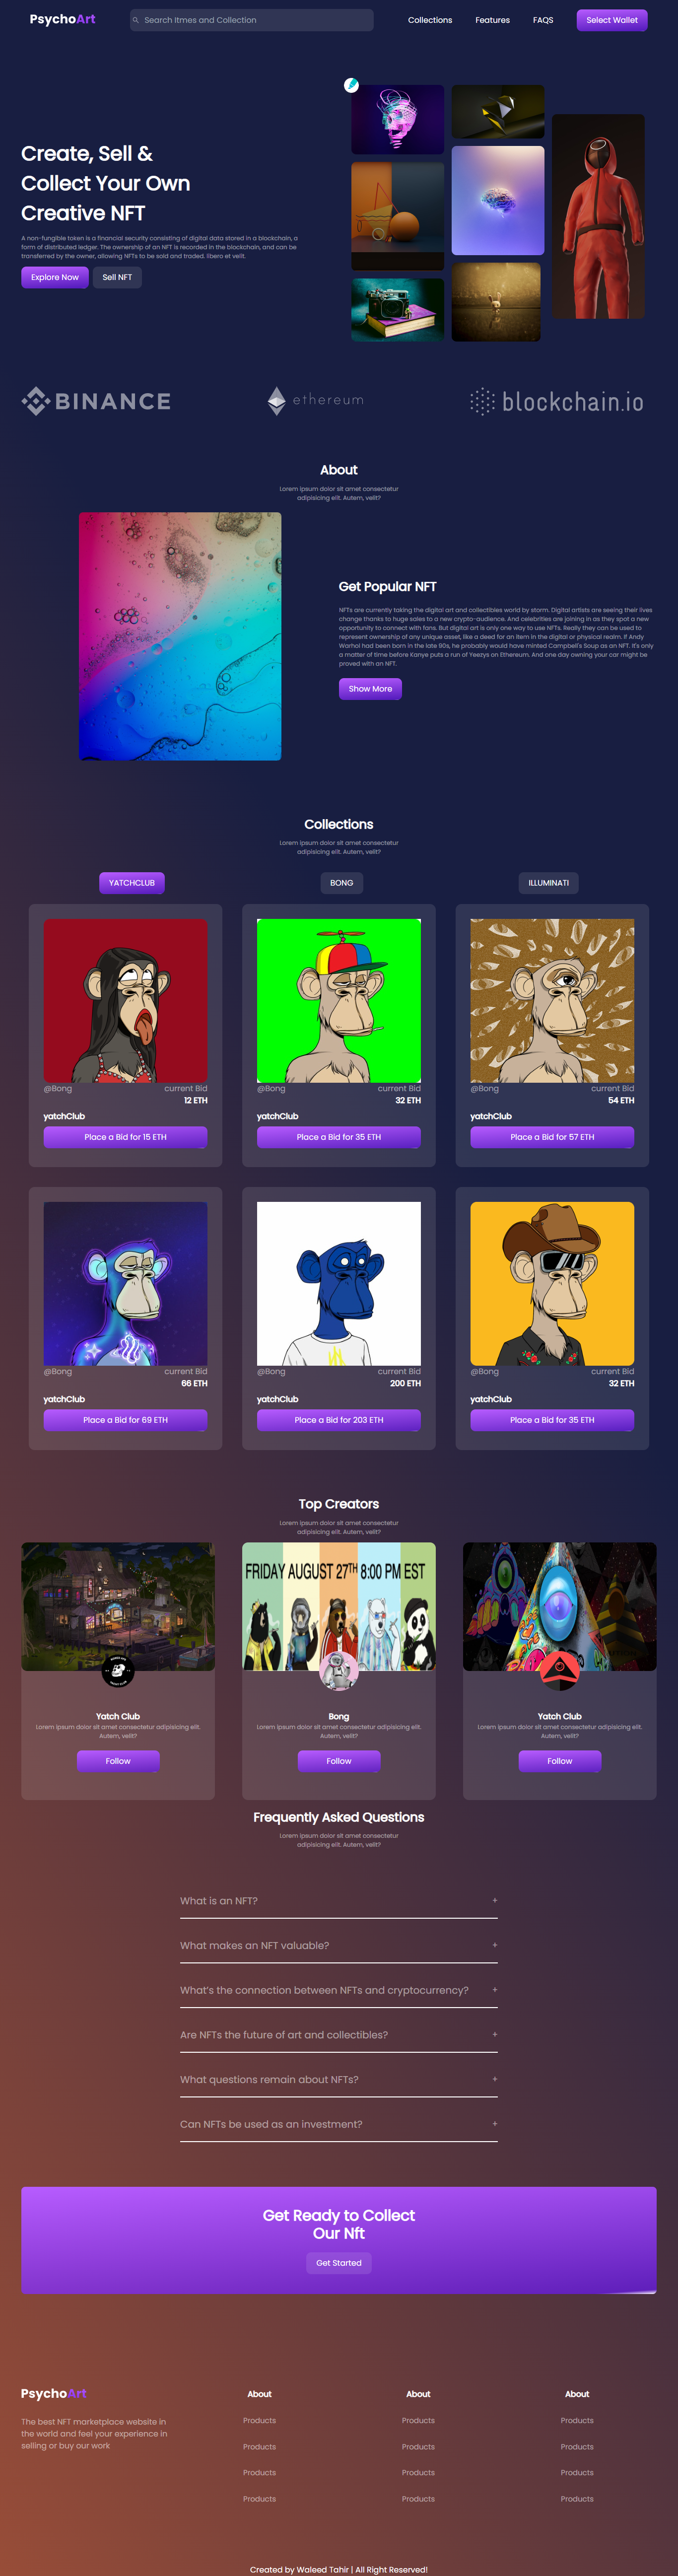 PsychoArt
Search Itmes and Collection
Collections
Features
FAQS
Select Wallet
Create, Sell &
Collect Your Own
Creative NFT
A non-fungible token is a financial security consisting of digital data stored in a blockchain, a
form of distributed ledger. The ownership of an NFT is recorded in the blockchain, and can be
transferred by the owner, allowing NFTs to be sold and traded. libero et velit.
Explore Now
Sell NFT
BINANCE
ethereum
blockchain.io
About
Lorem ipsum dolor sit amet consectetur
adipisicing elit. Autem, velit?
Get Popular NFT
NFTs are currently taking the digital art and collectibles world by storm. Digital artists are seeing their lives
change thanks to huge sales to a new crypto-audience. And celebrities are joining in as they spot a new
opportunity to connect with fans. But digital art is only one way to use NFTs. Really they can be used to
represent ownership of any unique asset, like a deed for an item in the digital or physical realm. If Andy
Warhol had been born in the late 90s, he probably would have minted Campbell's Soup as an NFT. It's only
a matter of time before Kanye puts a run of Yeezys on Ethereum. And one day owning your car might be
proved with an NFT.
Show More
Collections
Lorem ipsum dolor sit amet consectetur
adipisicing elit. Autem, velit?
YATCHCLUB
BONG
ILLUMINATI
@Bong
current Bid
12 ETH
yatchClub
Place a Bid for 15 ETH
@Bong
current Bid
32 ETH
yatchClub
Place a Bid for 35 ETH
@Bong
current Bid
54 ETH
yatchClub
Place a Bid for 57 ETH
@Bong
current Bid
66 ETH
yatchClub
Place a Bid for 69 ETH
@Bong
current Bid
200 ETH
yatchClub
Place a Bid for 203 ETH
@Bong
current Bid
32 ETH
yatchClub
Place a Bid for 35 ETH
Top Creators
Lorem ipsum dolor sit amet consectetur
adipisicing elit. Autem, velit?
Yatch Club
Lorem ipsum dolor sit amet consectetur adipisicing elit.
Autem, velit?
Follow
FRIDAY AUGUST 27TH 8:00 PM EST
Bong
Lorem ipsum dolor sit amet consectetur adipisicing elit.
Autem, velit?
Follow
Yatch Club
Lorem ipsum dolor sit amet consectetur adipisicing elit.
Autem, velit?
Follow
Frequently Asked Questions
Lorem ipsum dolor sit amet consectetur
adipisicing elit. Autem, velit?
What is an NFT? +
What makes an NFT valuable? +
What's the connection between NFTs and cryptocurrency? +
Are NFTs the future of art and collectibles? +
What questions remain about NFTs? +
Can NFTs be used as an investment? +
Get Ready to Collect
Our Nft
Get Started
PsychoArt
The best NFT marketplace website in
the world and feel your experience in
selling or buy our work
About
Products
Products
Products
Products
About
Products
Products
Products
Products
About
Products
Products
Products
Products
Created by Waleed Tahir | All Right Reserved!